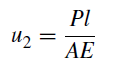 u₂ = Pl / AE